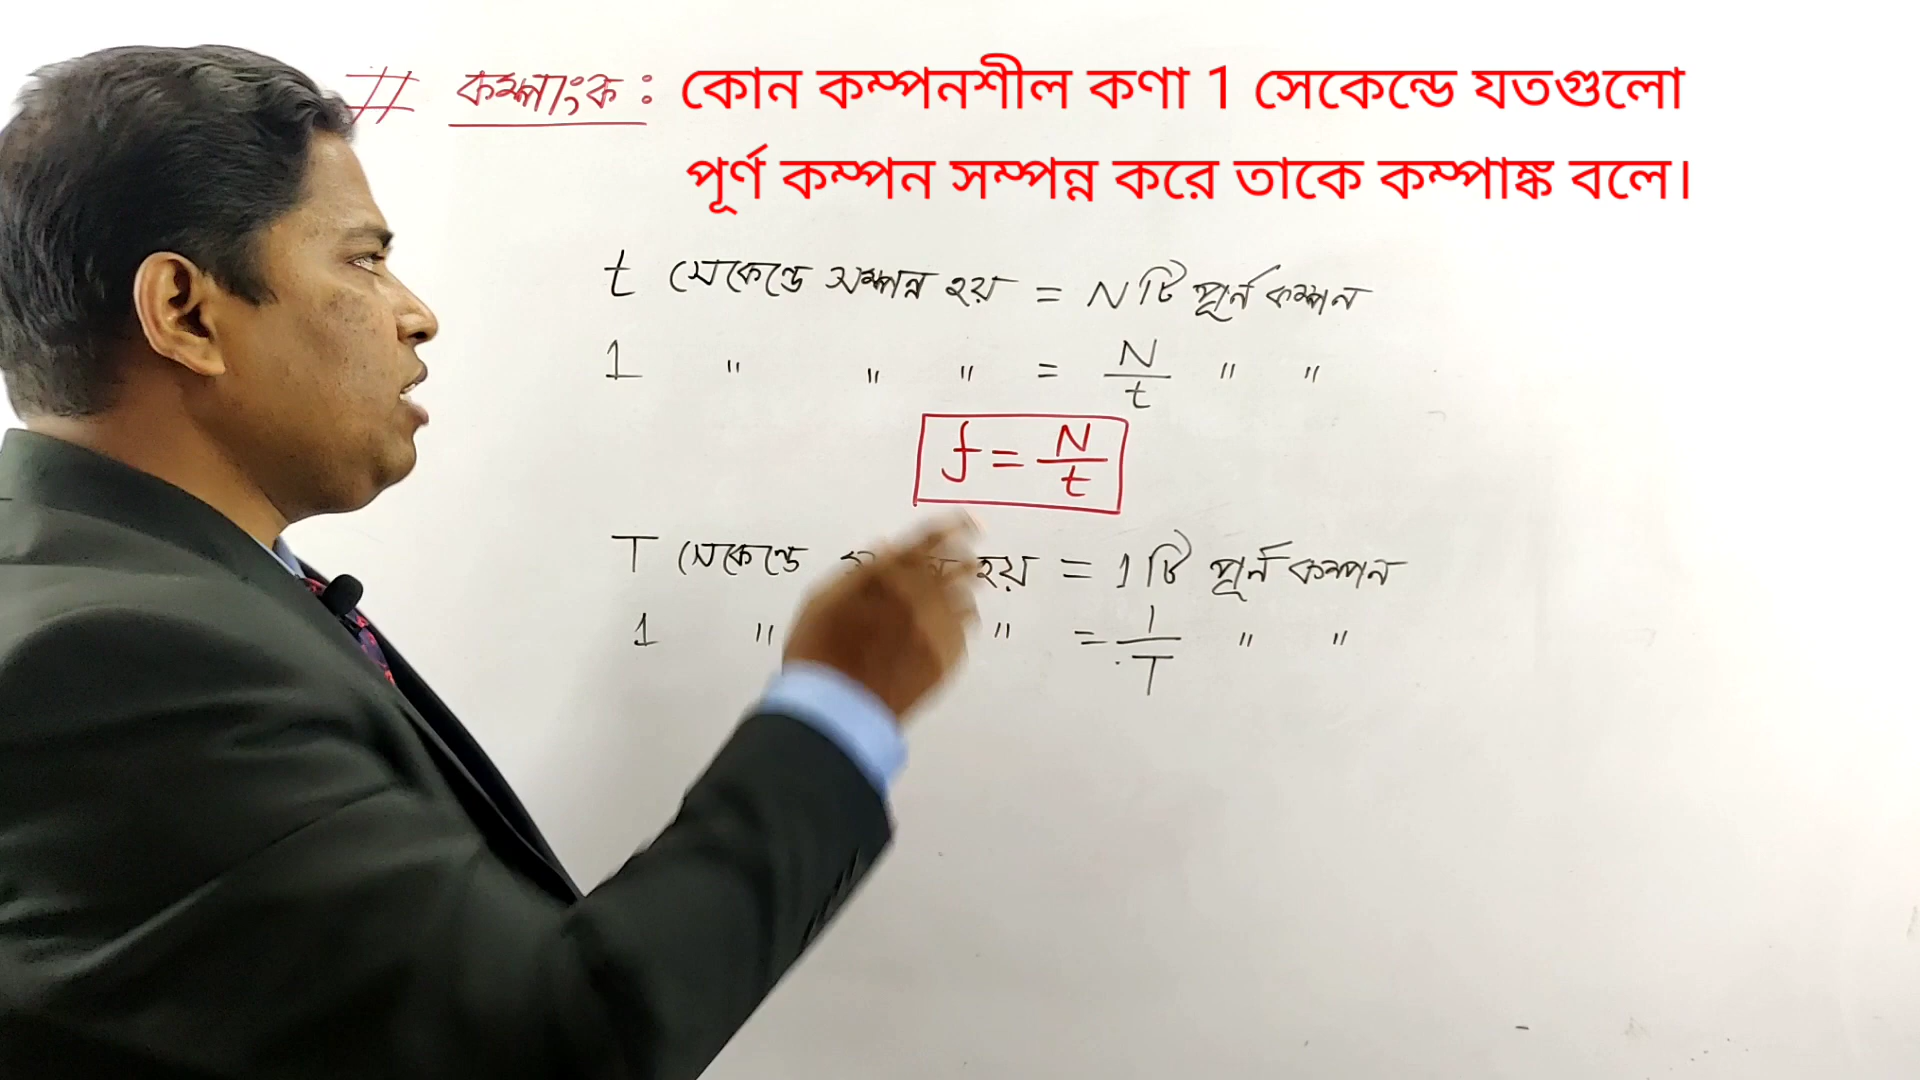 # কম্পাংক : কোন কম্পনশীল কণা 1 সেকেন্ডে যতগুলো
পূর্ণ কম্পন সম্পন্ন করে তাকে কম্পাঙ্ক বলে।
t সেকেন্ডে সম্পন্ন হয় = N টি পূর্ন কম্পন
1 " " " = N/t " "
f = N/t
T সেকেন্ডে হয় = 1 টি পূর্ন কম্পন
1 " " = 1/T " "